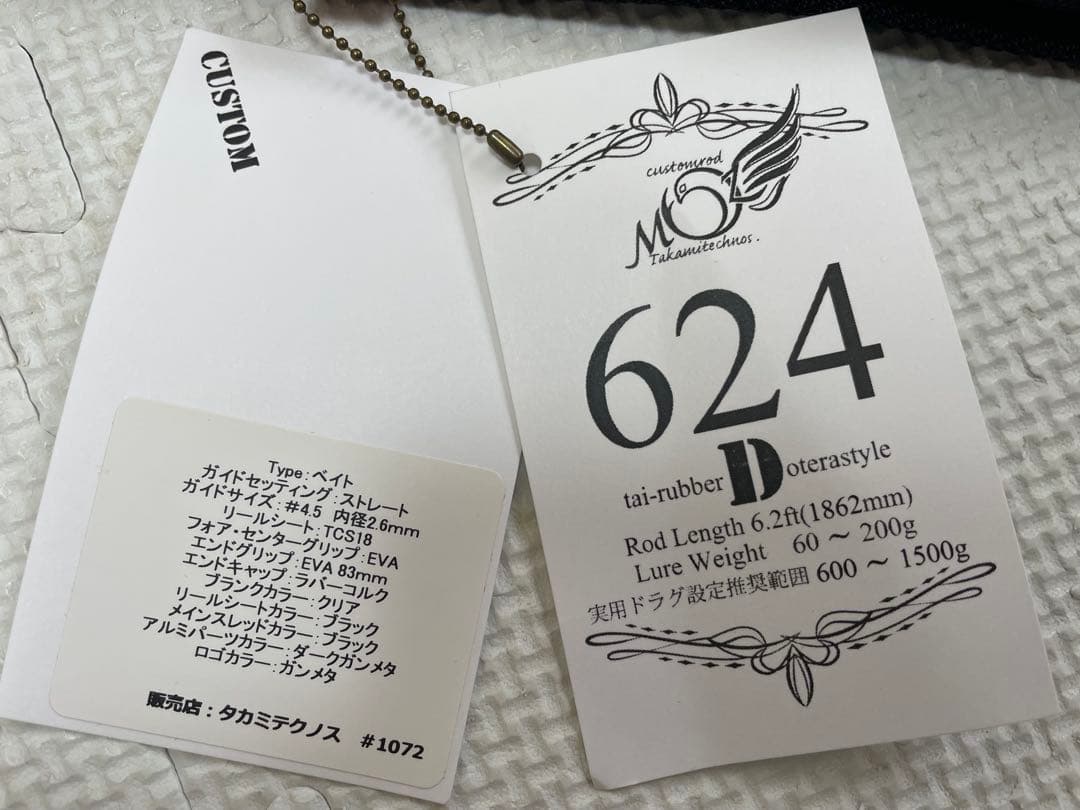 CUSTOM
Type：ベイト
ガイドセッティング：ストレート
ガイドサイズ：＃4.5　内径2.6mm
リールシート：TCS18
フォア・センターグリップ：EVA
エンドグリップ：EVA 83mm
エンドキャップ：ラバーコルク
ブランクカラー：クリア
リールシートカラー：ブラック
メインスレッドカラー：ブラック
アルミパーツカラー：ダークガンメタ
ロゴカラー：ガンメタ
販売店：タカミテクノス　#1072
customrod
Takamitechnos.
624
tai-rubber Doterastyle
Rod Length 6.2ft(1862mm)
Lure Weight　60 ～ 200g
実用ドラグ設定推奨範囲 600 ～ 1500g